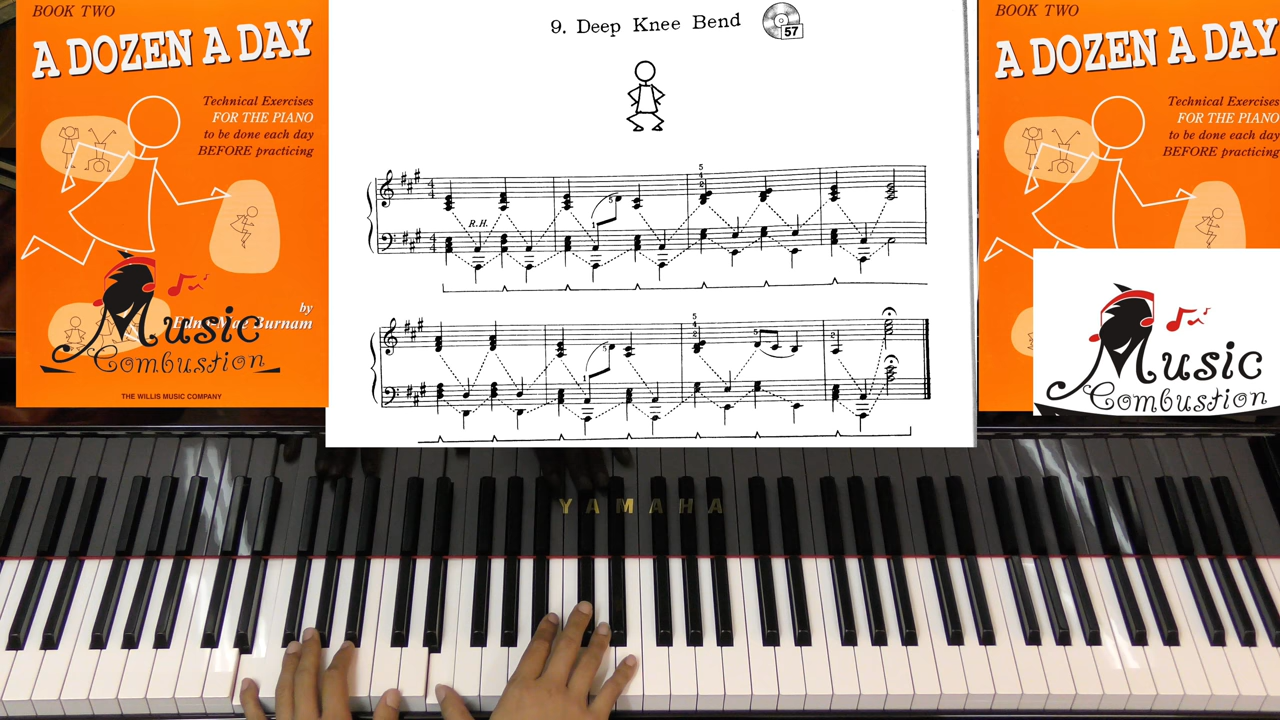 BOOK TWO
A DOZEN A DAY
Technical Exercises
FOR THE PIANO
to be done each day
BEFORE practicing
by
Edna-Mae Burnam
Music
Combustion
THE WILLIS MUSIC COMPANY
9. Deep Knee Bend
57
R.H.
BOOK TWO
A DOZEN A DAY
Technical Exercises
FOR THE PIANO
to be done each day
BEFORE practicing
Music
Combustion
YAMAHA